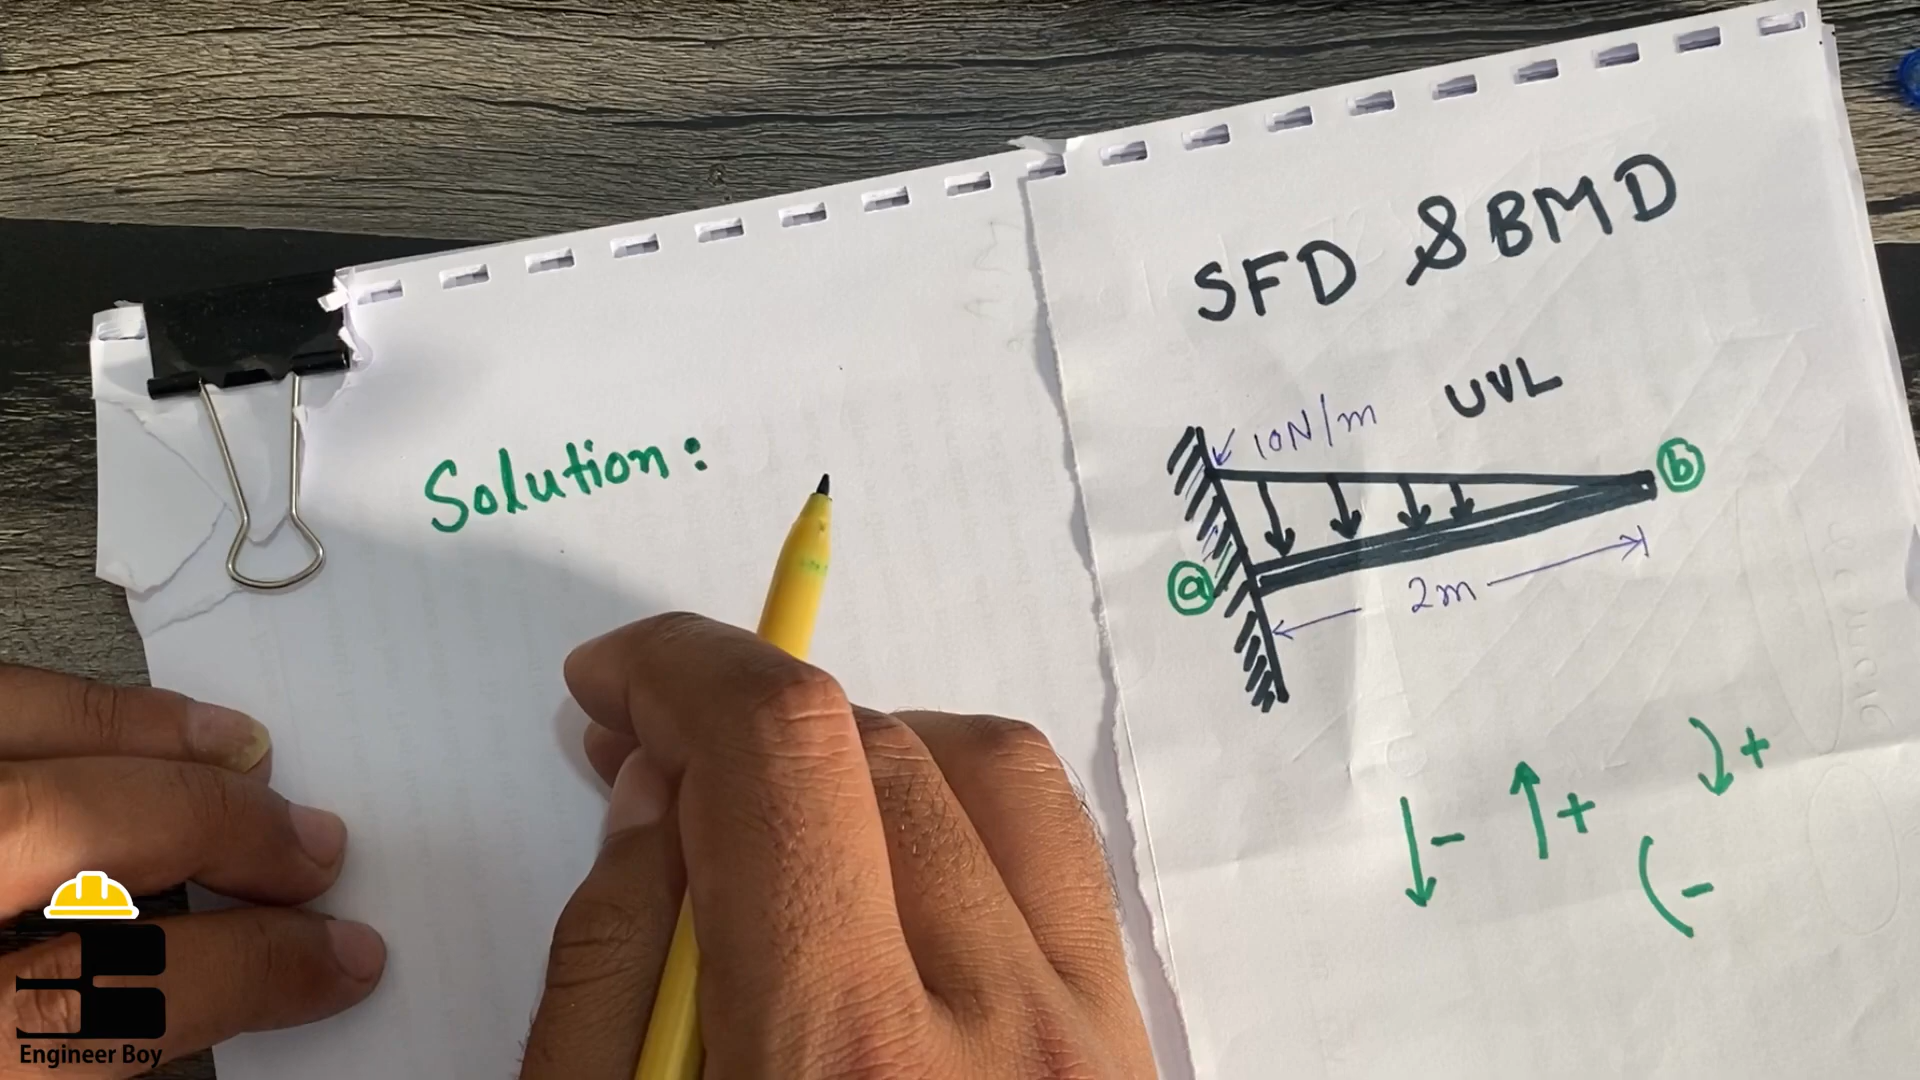 Solution:
SFD & BMD
UVL
10N/m
b
a
2m
- + +
-
Engineer Boy